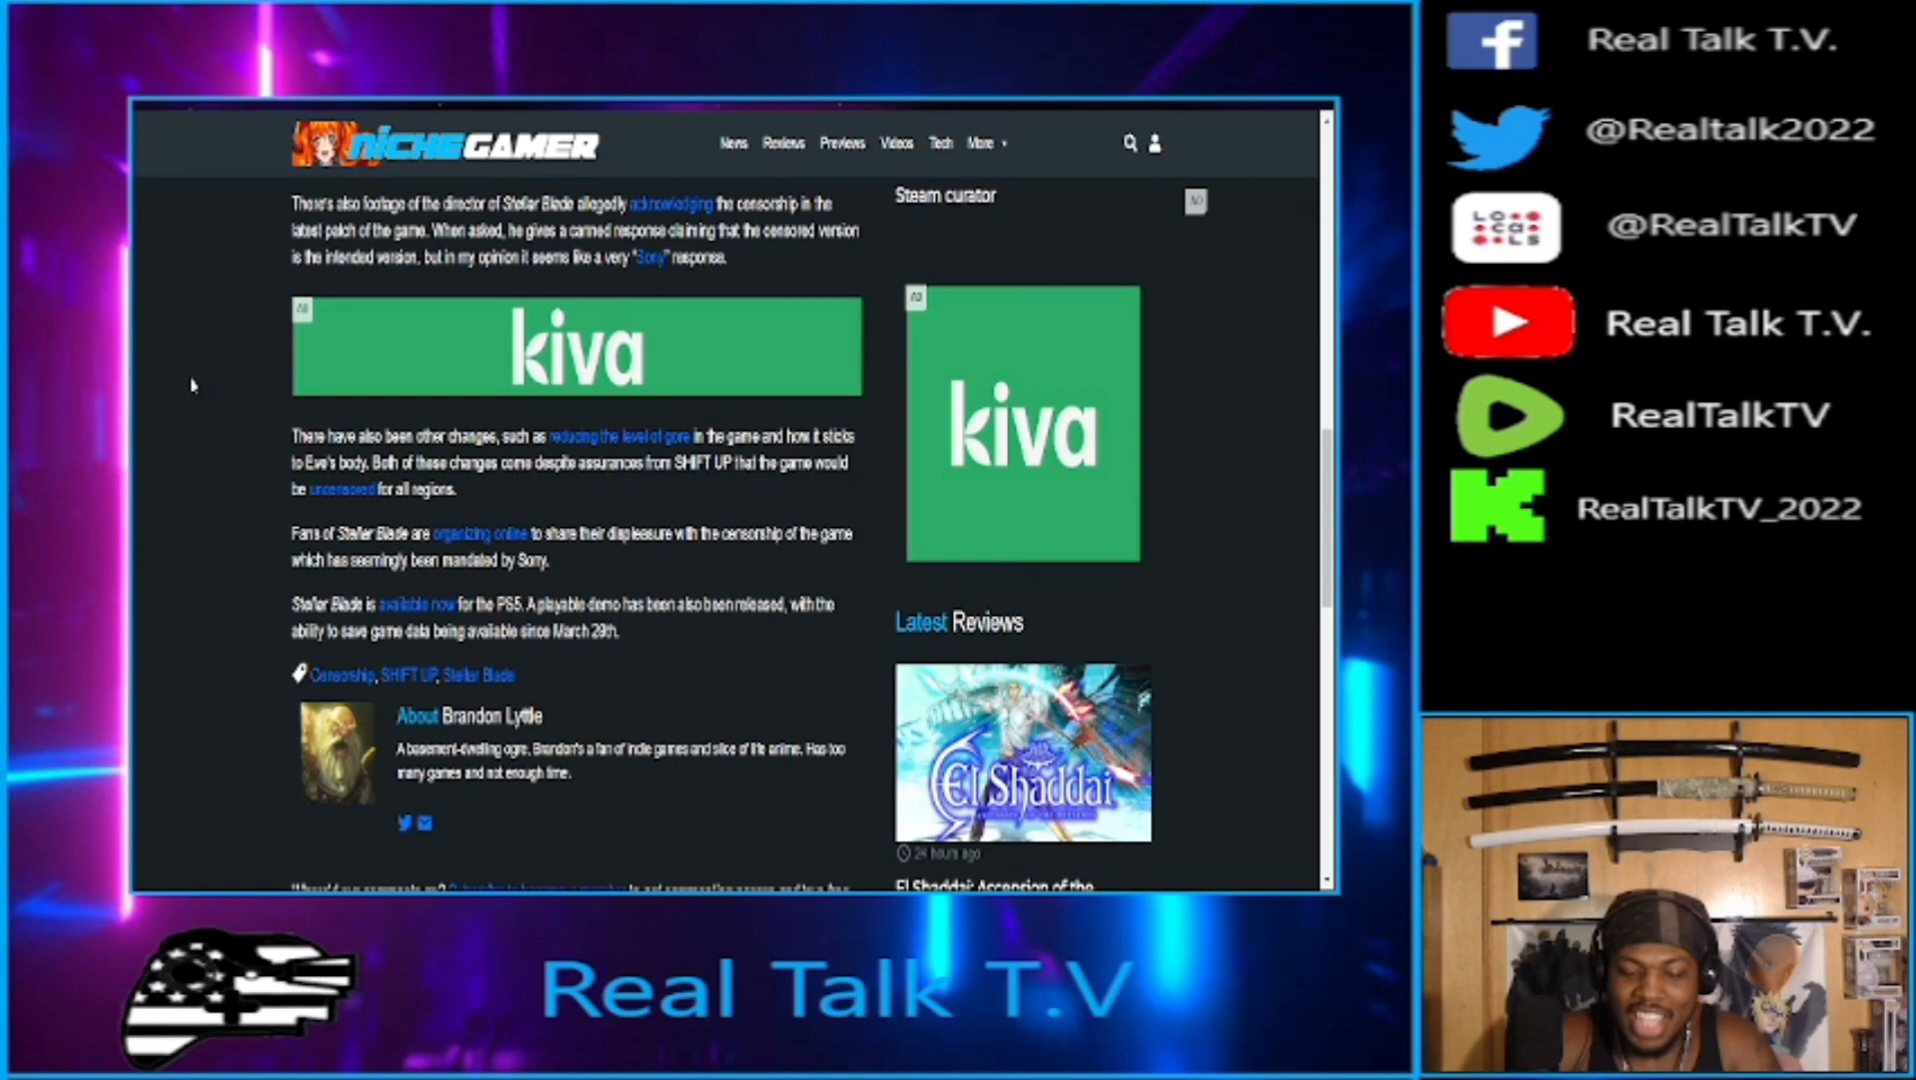 NICHEGAMER
News Reviews Previews Videos Tech More
There's also footage of the director of Stellar Blade allegedly acknowledging the censorship in the
latest patch of the game. When asked, he gives a canned response claiming that the censored version
is the intended version, but in my opinion it seems like a very "Sony" response.
AD
kiva
There have also been other changes, such as reducing the level of gore in the game and how it sticks
to Eve's body. Both of these changes come despite assurances from SHIFT UP that the game would
be uncensored for all regions.
Fans of Stellar Blade are organizing online to share their displeasure with the censorship of the game
which has seemingly been mandated by Sony.
Stellar Blade is available now for the PS5. A playable demo has been also been released, with the
ability to save game data being available since March 29th.
Censorship, SHIFT UP, Stellar Blade
About Brandon Lyttle
A basement-dwelling ogre, Brandon's a fan of indie games and slice of life anime. Has too
many games and not enough time.
Steam curator
AD
AD
kiva
Latest Reviews
El Shaddai
24 hours ago
El Shaddai: Ascension of the
Real Talk T.V.
@Realtalk2022
LOCALS
@RealTalkTV
Real Talk T.V.
RealTalkTV
K
RealTalkTV_2022
Real Talk T.V